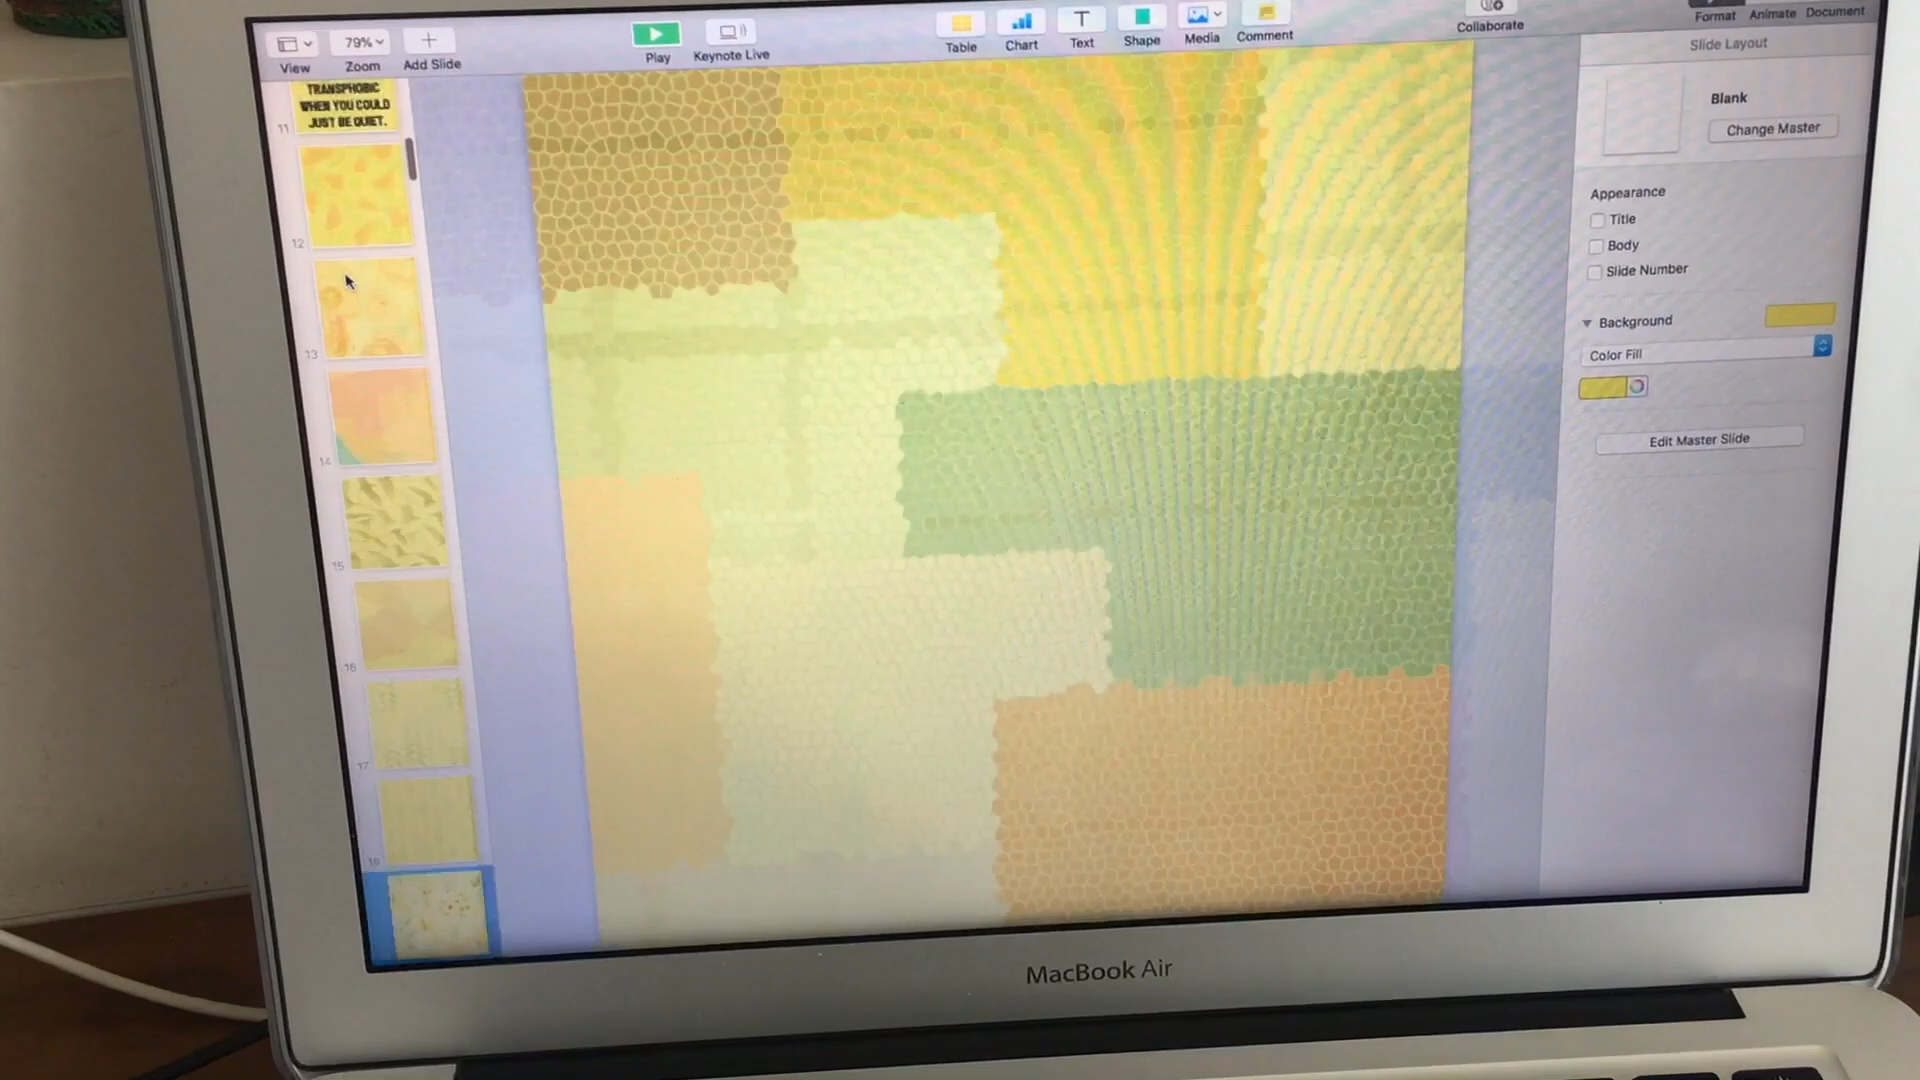 View
79%
Zoom
Add Slide
Play
Keynote Live
Table
Chart
Text
Shape
Media
Comment
Collaborate
Format
Animate
Document
TRANSPHOBIC
WHEN YOU COULD
JUST BE QUIET.
11
12
13
14
15
16
17
Slide Layout
Blank
Change Master
Appearance
Title
Body
Slide Number
Background
Color Fill
Edit Master Slide
MacBook Air